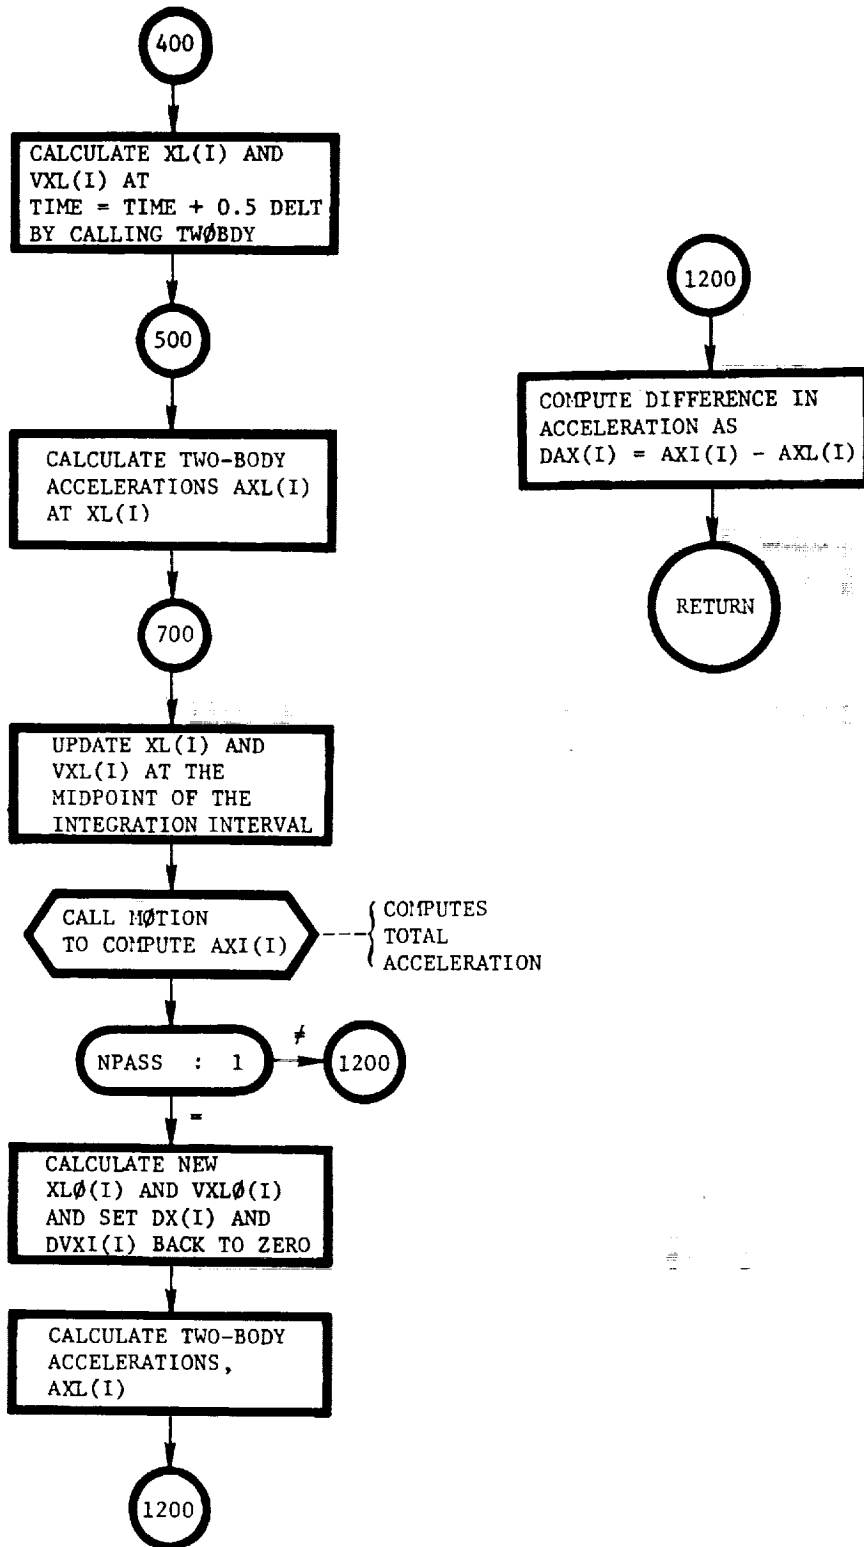 400
CALCULATE XL(I) AND
VXL(I) AT
TIME = TIME + 0.5 DELT
BY CALLING TWØBDY
500
CALCULATE TWO-BODY
ACCELERATIONS AXL(I)
AT XL(I)
700
UPDATE XL(I) AND
VXL(I) AT THE
MIDPOINT OF THE
INTEGRATION INTERVAL
CALL MØTION
TO COMPUTE AXI(I)
COMPUTES
TOTAL
ACCELERATION
NPASS : 1
≠
1200
=
CALCULATE NEW
XLØ(I) AND VXLØ(I)
AND SET DX(I) AND
DVXI(I) BACK TO ZERO
CALCULATE TWO-BODY
ACCELERATIONS,
AXL(I)
1200
1200
COMPUTE DIFFERENCE IN
ACCELERATION AS
DAX(I) = AXI(I) - AXL(I)
RETURN